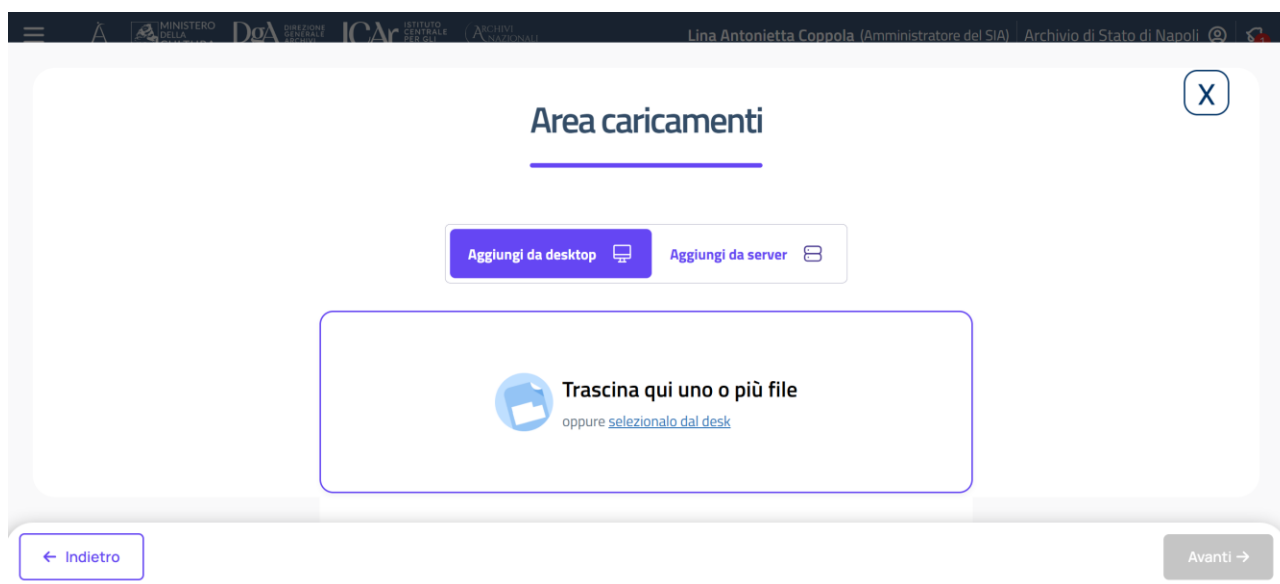 MINISTERO DELLA CULTURA DgA DIREZIONE GENERALE ARCHIVI ICAr ISTITUTO CENTRALE PER GLI ARCHIVI NAZIONALI Lina Antonietta Coppola (Amministratore del SIA) Archivio di Stato di Napoli
X
Area caricamenti
Aggiungi da desktop Aggiungi da server
Trascina qui uno o più file
oppure selezionalo dal desk
← Indietro Avanti →